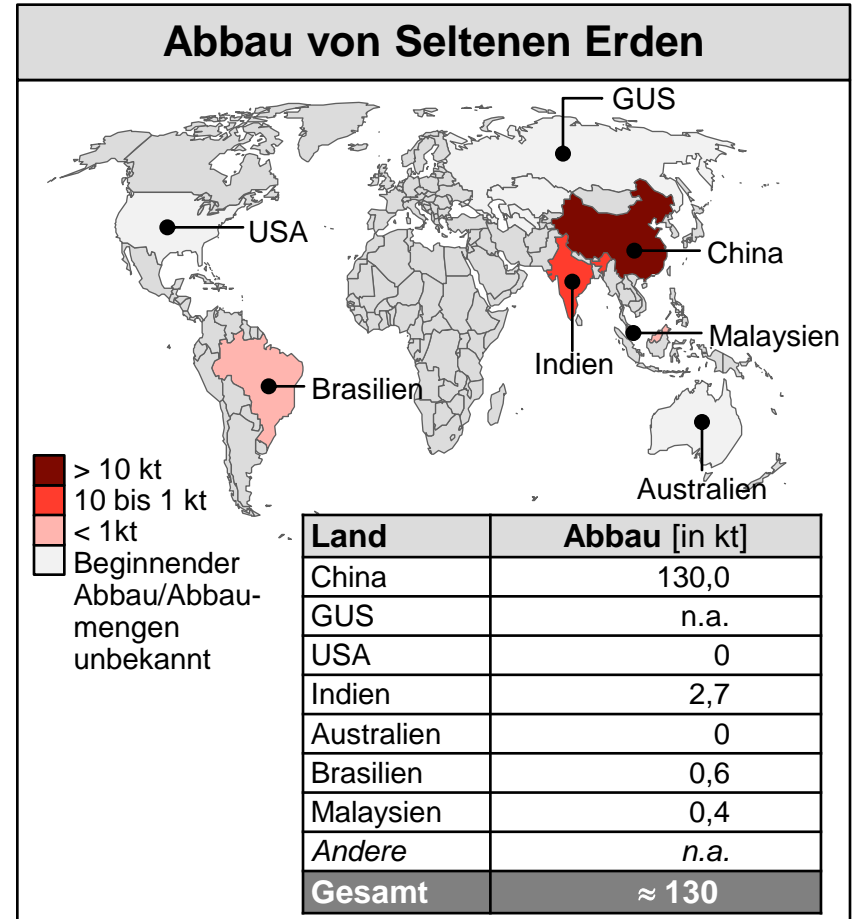 Abbau von Seltenen Erden
GUS
USA
China
Malaysien
Indien
Brasilien
Australien
> 10 kt
10 bis 1 kt
< 1kt
Beginnender
Abbau/Abbau-
mengen
unbekannt
Land Abbau [in kt]
China 130,0
GUS n.a.
USA 0
Indien 2,7
Australien 0
Brasilien 0,6
Malaysien 0,4
Andere n.a.
Gesamt ≈ 130